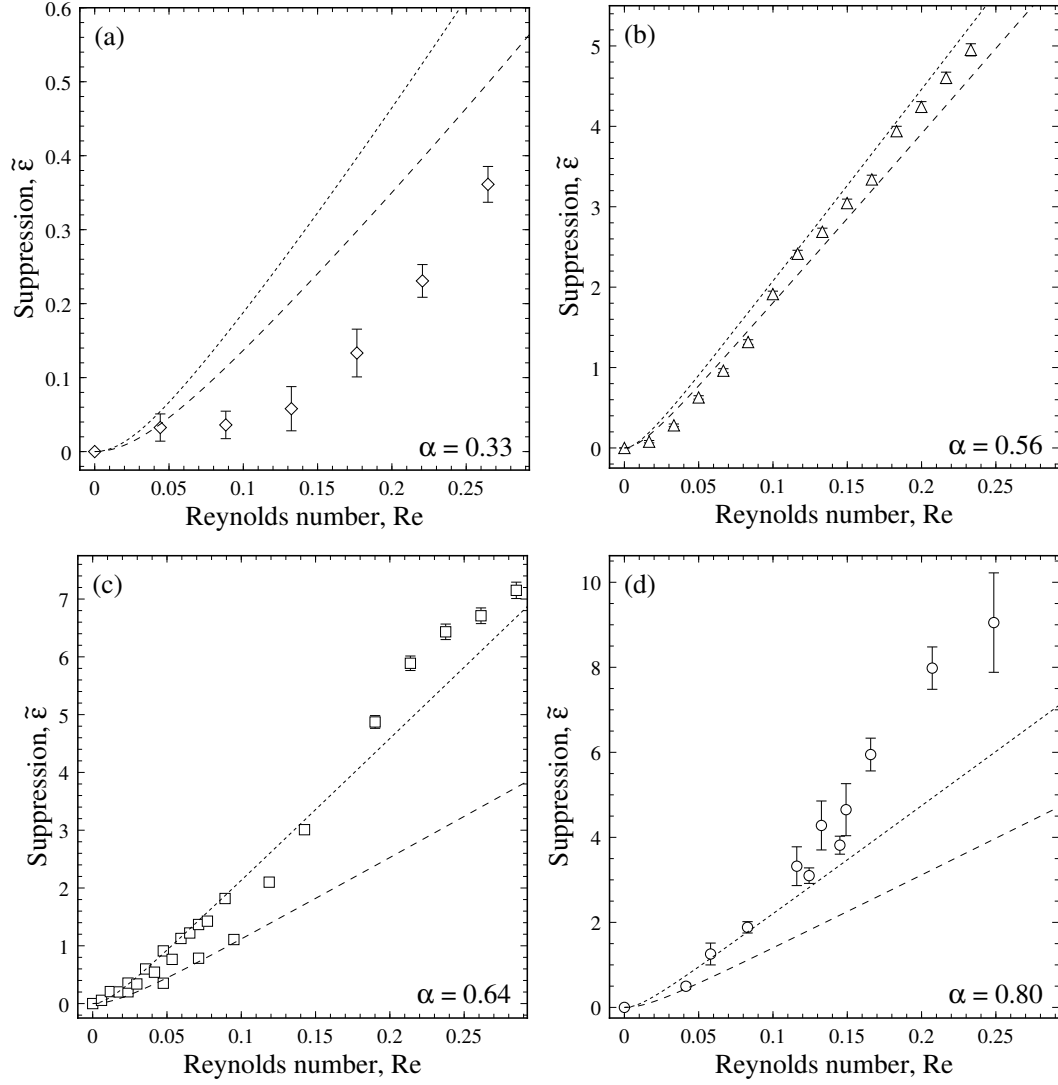 (a)
0.6
0.5
0.4
0.3
0.2
0.1
0
Suppression, ε̃
α = 0.33
0 0.05 0.1 0.15 0.2 0.25
Reynolds number, Re
(b)
5
4
3
2
1
0
Suppression, ε̃
α = 0.56
0 0.05 0.1 0.15 0.2 0.25
Reynolds number, Re
(c)
7
6
5
4
3
2
1
0
Suppression, ε̃
α = 0.64
0 0.05 0.1 0.15 0.2 0.25
Reynolds number, Re
(d)
10
8
6
4
2
0
Suppression, ε̃
α = 0.80
0 0.05 0.1 0.15 0.2 0.25
Reynolds number, Re